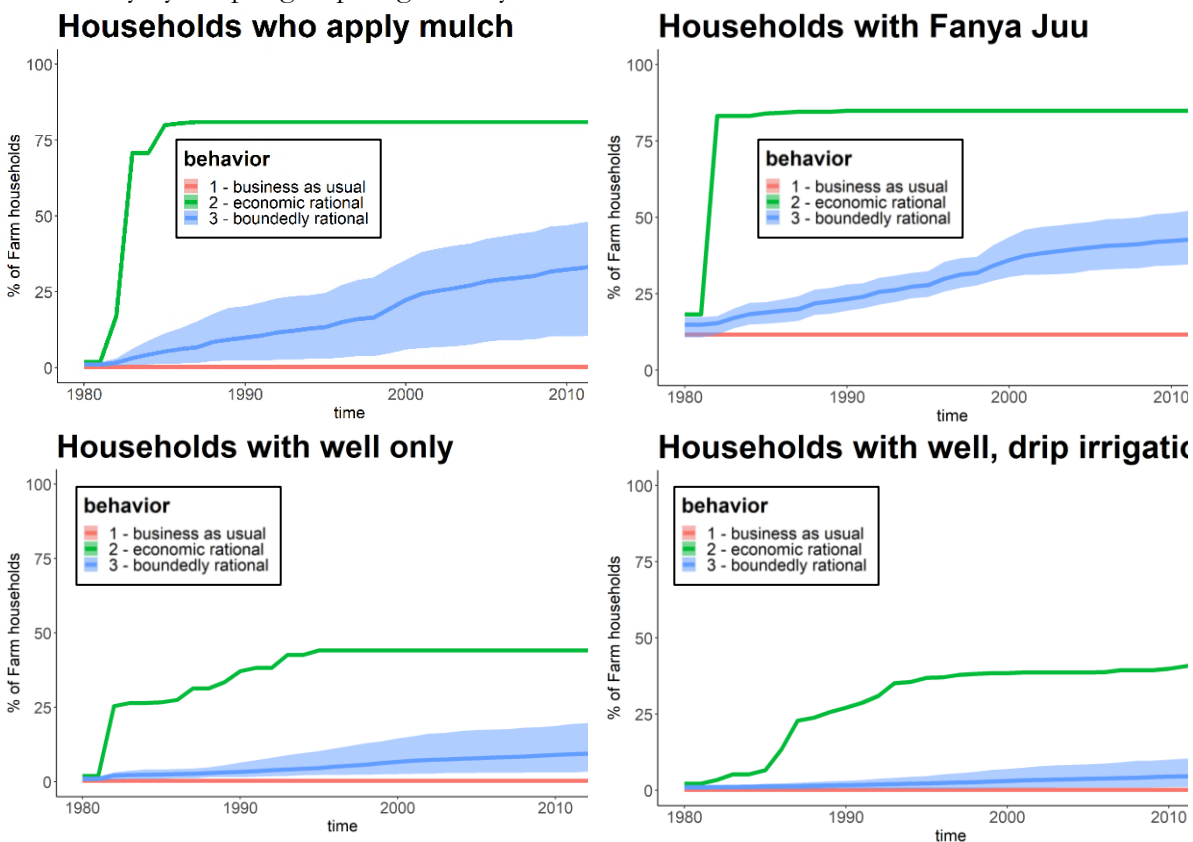 Households who apply mulch
100
75
50
25
0
% of Farm households
behavior
1 - business as usual
2 - economic rational
3 - boundedly rational
1980
1990
2000
2010
time
Households with Fanya Juu
100
75
50
25
0
% of Farm households
behavior
1 - business as usual
2 - economic rational
3 - boundedly rational
1980
1990
2000
2010
time
Households with well only
100
75
50
25
0
% of Farm households
behavior
1 - business as usual
2 - economic rational
3 - boundedly rational
1980
1990
2000
2010
time
Households with well, drip irrigatio
100
75
50
25
0
% of Farm households
behavior
1 - business as usual
2 - economic rational
3 - boundedly rational
1980
1990
2000
2010
time